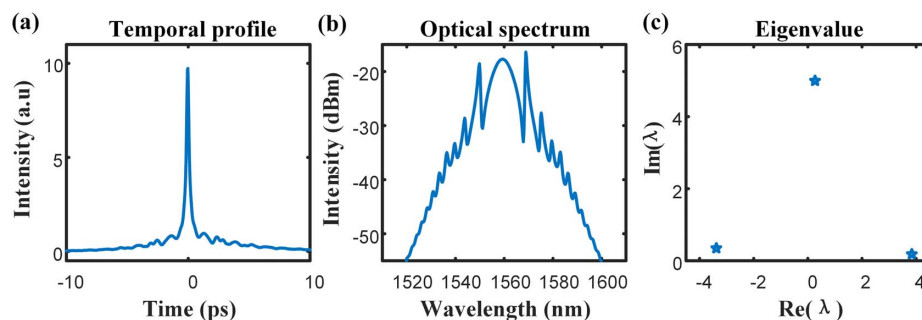 (a) Temporal profile
Intensity (a.u)
10
5
0
-10 0 10
Time (ps)
(b) Optical spectrum
Intensity (dBm)
-20
-30
-40
-50
1520 1540 1560 1580 1600
Wavelength (nm)
(c) Eigenvalue
Im(λ)
6
4
2
0
-4 -2 0 2 4
Re( λ )